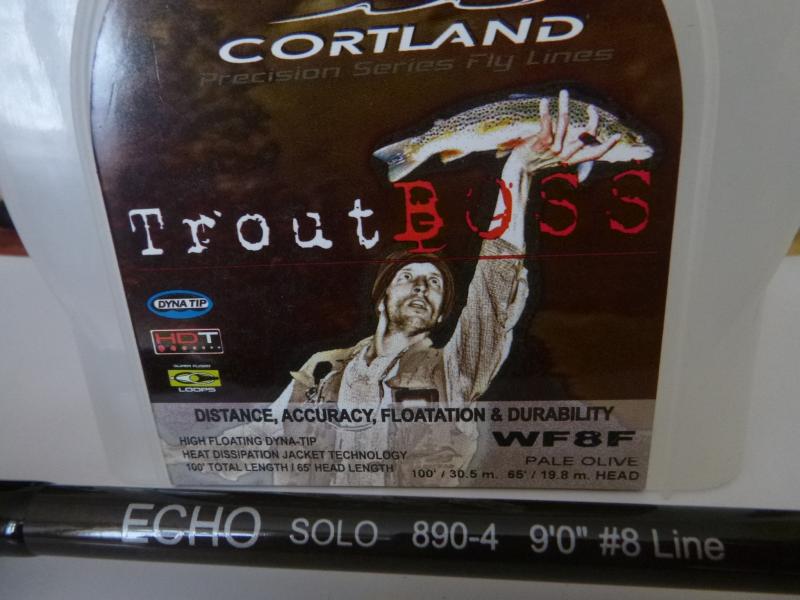 CORTLAND
Precision Series Fly Lines
TroutBOSS
DYNA TIP
HDT
SUPER FUSED
LOOPS
DISTANCE, ACCURACY, FLOATATION & DURABILITY
HIGH FLOATING DYNA-TIP
HEAT DISSIPATION JACKET TECHNOLOGY
100' TOTAL LENGTH / 65' HEAD LENGTH
WF8F
PALE OLIVE
100' / 30.5 m. 65' / 19.8 m. HEAD
ECHO SOLO 890-4 9'0" #8 Line